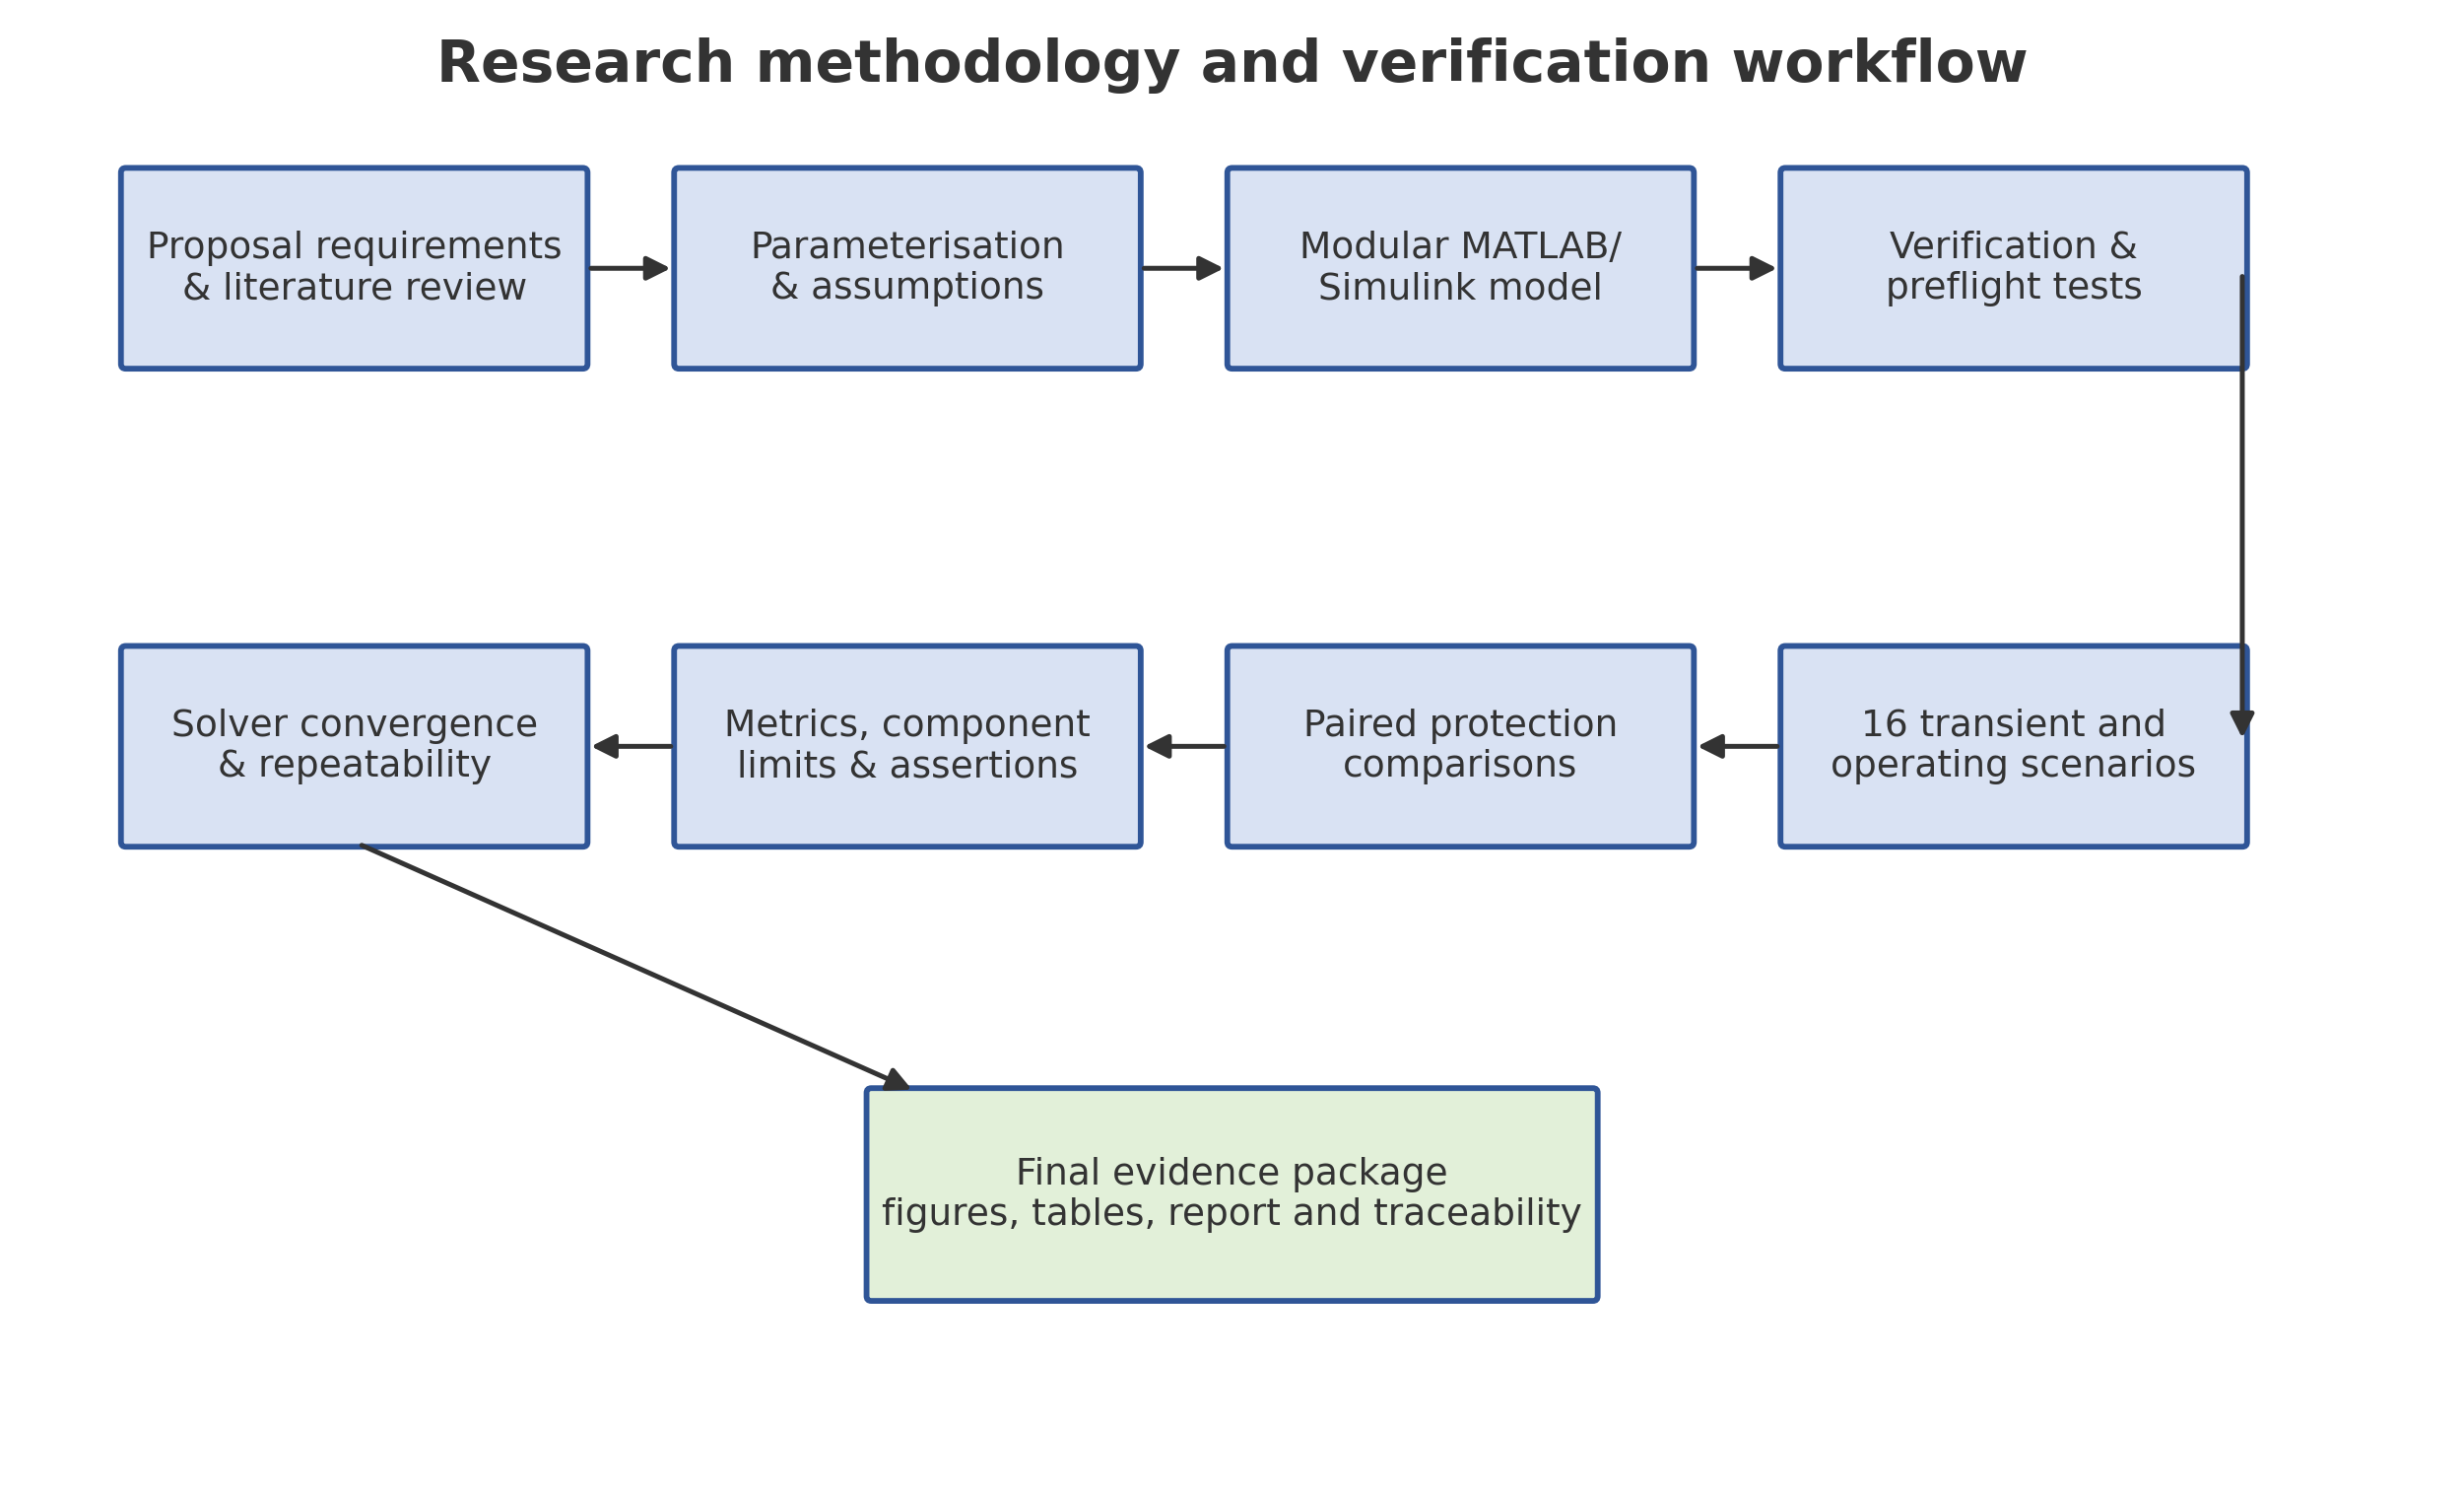 Research methodology and verification workflow
Proposal requirements
& literature review
Parameterisation
& assumptions
Modular MATLAB/
Simulink model
Verification &
preflight tests
16 transient and
operating scenarios
Paired protection
comparisons
Metrics, component
limits & assertions
Solver convergence
& repeatability
Final evidence package
figures, tables, report and traceability